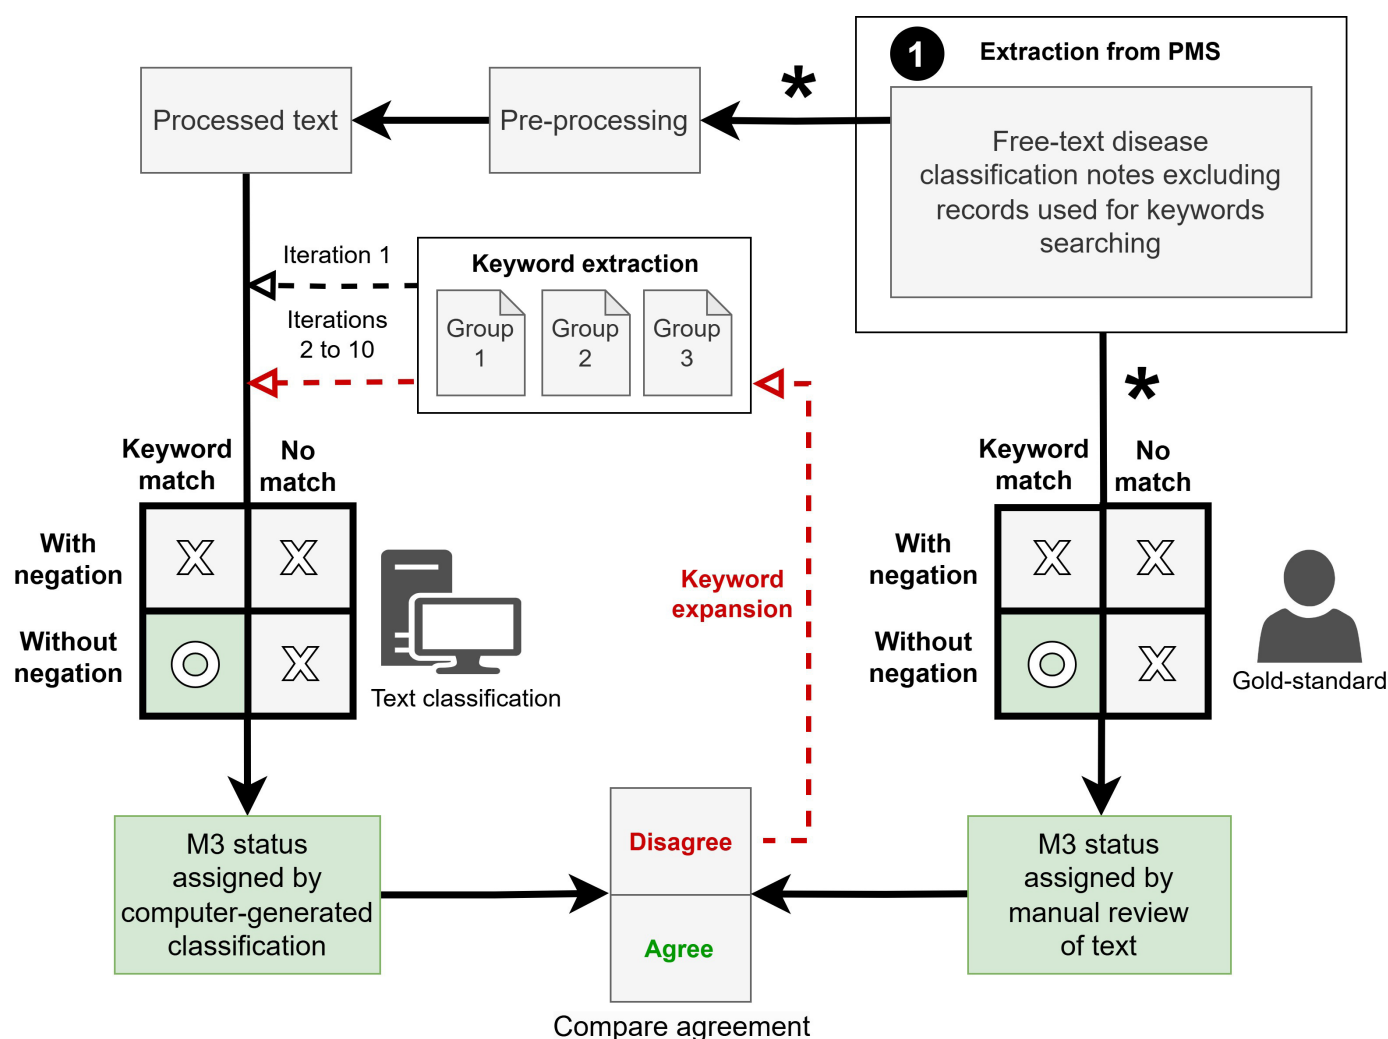 1
Extraction from PMS
*
Processed text
Pre-processing
Free-text disease
classification notes excluding
records used for keywords
searching
Iteration 1
Iterations
2 to 10
Keyword extraction
Group
1
Group
2
Group
3
*
Keyword
match
No
match
With
negation
X
X
Without
negation
O
X
Text classification
Keyword
expansion
Keyword
match
No
match
With
negation
X
X
Without
negation
O
X
Gold-standard
M3 status
assigned by
computer-generated
classification
Disagree
Agree
Compare agreement
M3 status
assigned by
manual review
of text